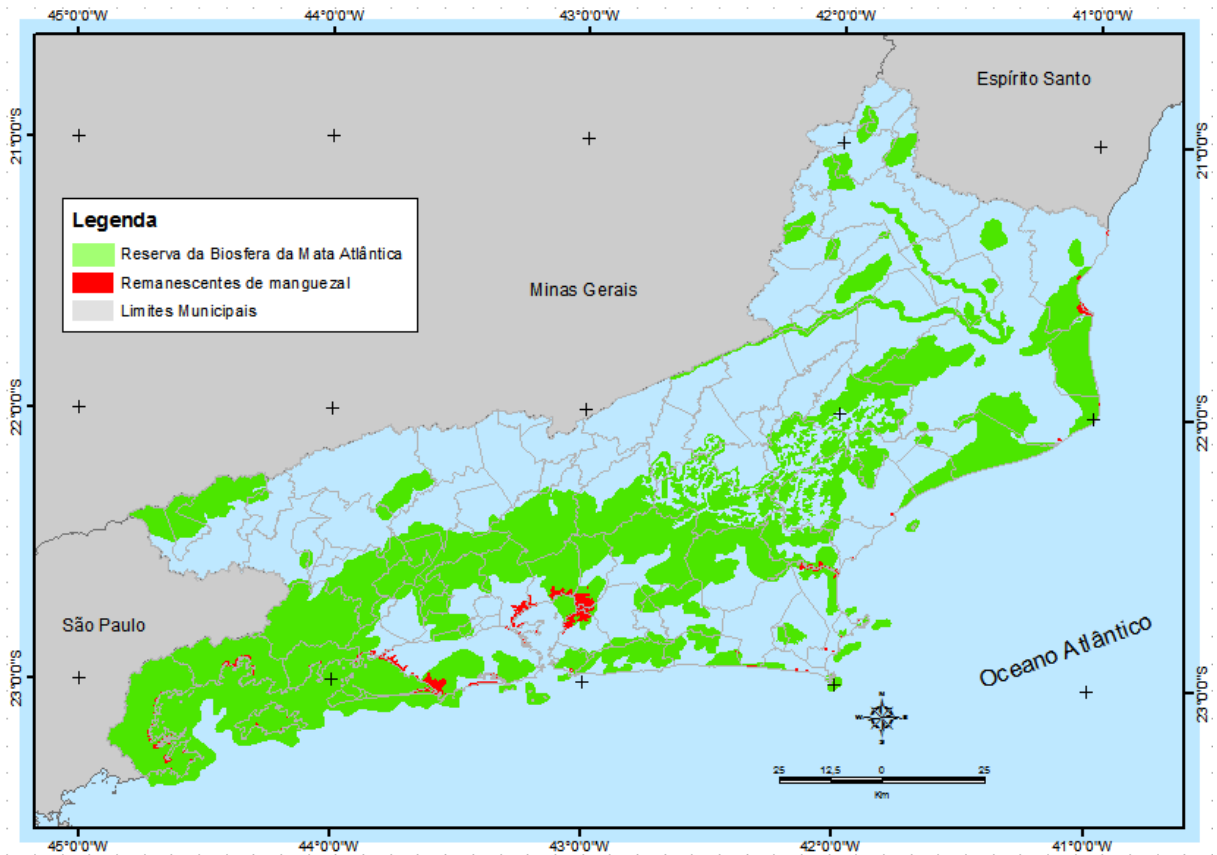 45°0'0"W 44°0'0"W 43°0'0"W 42°0'0"W 41°0'0"W
Espírito Santo
21°0'0"S 21°0'0"S
Legenda
Reserva da Biosfera da Mata Atlântica
Remanescentes de manguezal
Limites Municipais
Minas Gerais
22°0'0"S 22°0'0"S
São Paulo
Oceano Atlântico
23°0'0"S 23°0'0"S
N
W E
S
25 12,5 0 25
Km
45°0'0"W 44°0'0"W 43°0'0"W 42°0'0"W 41°0'0"W